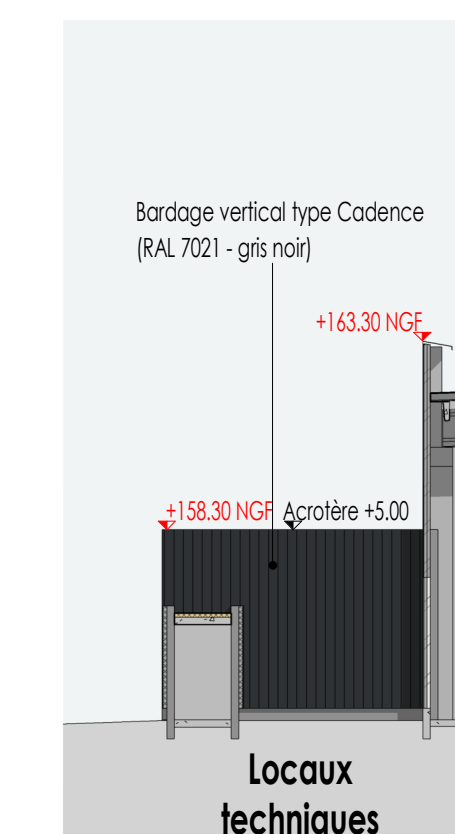 Bardage vertical type Cadence
(RAL 7021 - gris noir)
+163.30 NGF
+158.30 NGF Acrotère +5.00
Locaux
techniques